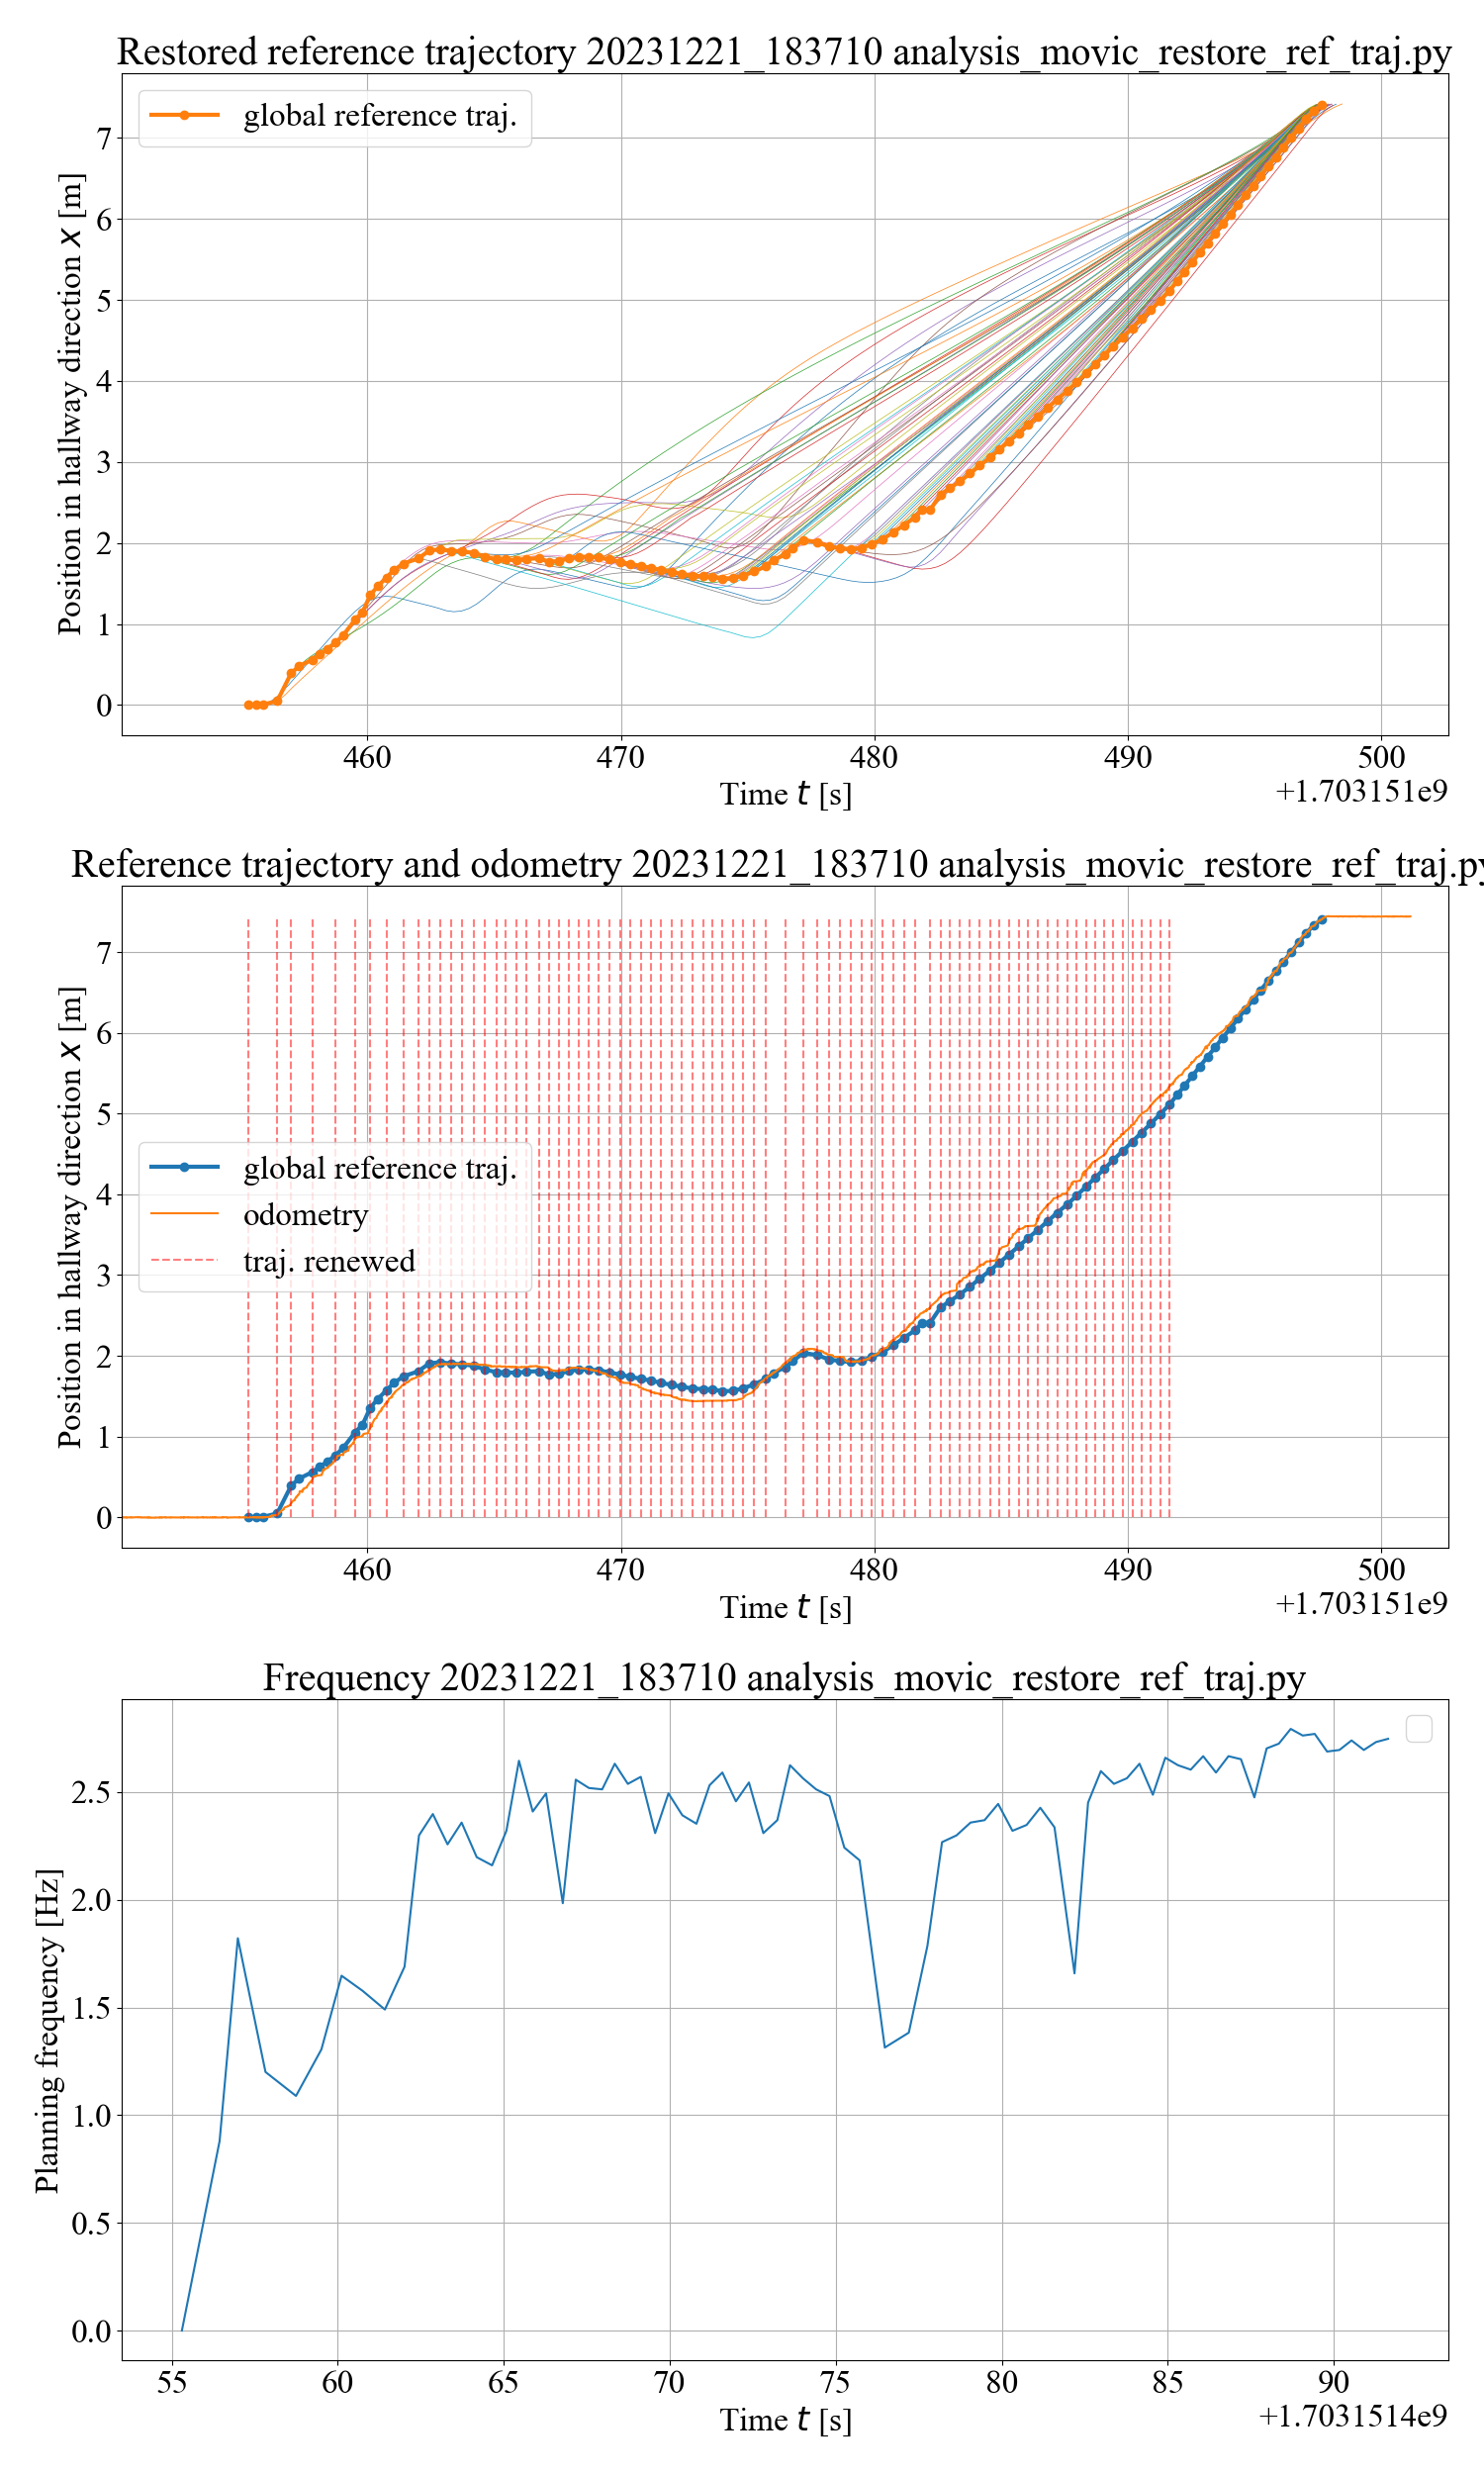 Restored reference trajectory 20231221_183710 analysis_movic_restore_ref_traj.py
global reference traj.
Position in hallway direction x [m]
7
6
5
4
3
2
1
0
460 470 480 490 500
Time t [s]
+1.703151e9
Reference trajectory and odometry 20231221_183710 analysis_movic_restore_ref_traj.py
Position in hallway direction x [m]
7
6
5
4
3
2
1
0
global reference traj.
odometry
traj. renewed
460 470 480 490 500
Time t [s]
+1.703151e9
Frequency 20231221_183710 analysis_movic_restore_ref_traj.py
Planning frequency [Hz]
2.5
2.0
1.5
1.0
0.5
0.0
55 60 65 70 75 80 85 90
Time t [s]
+1.7031514e9